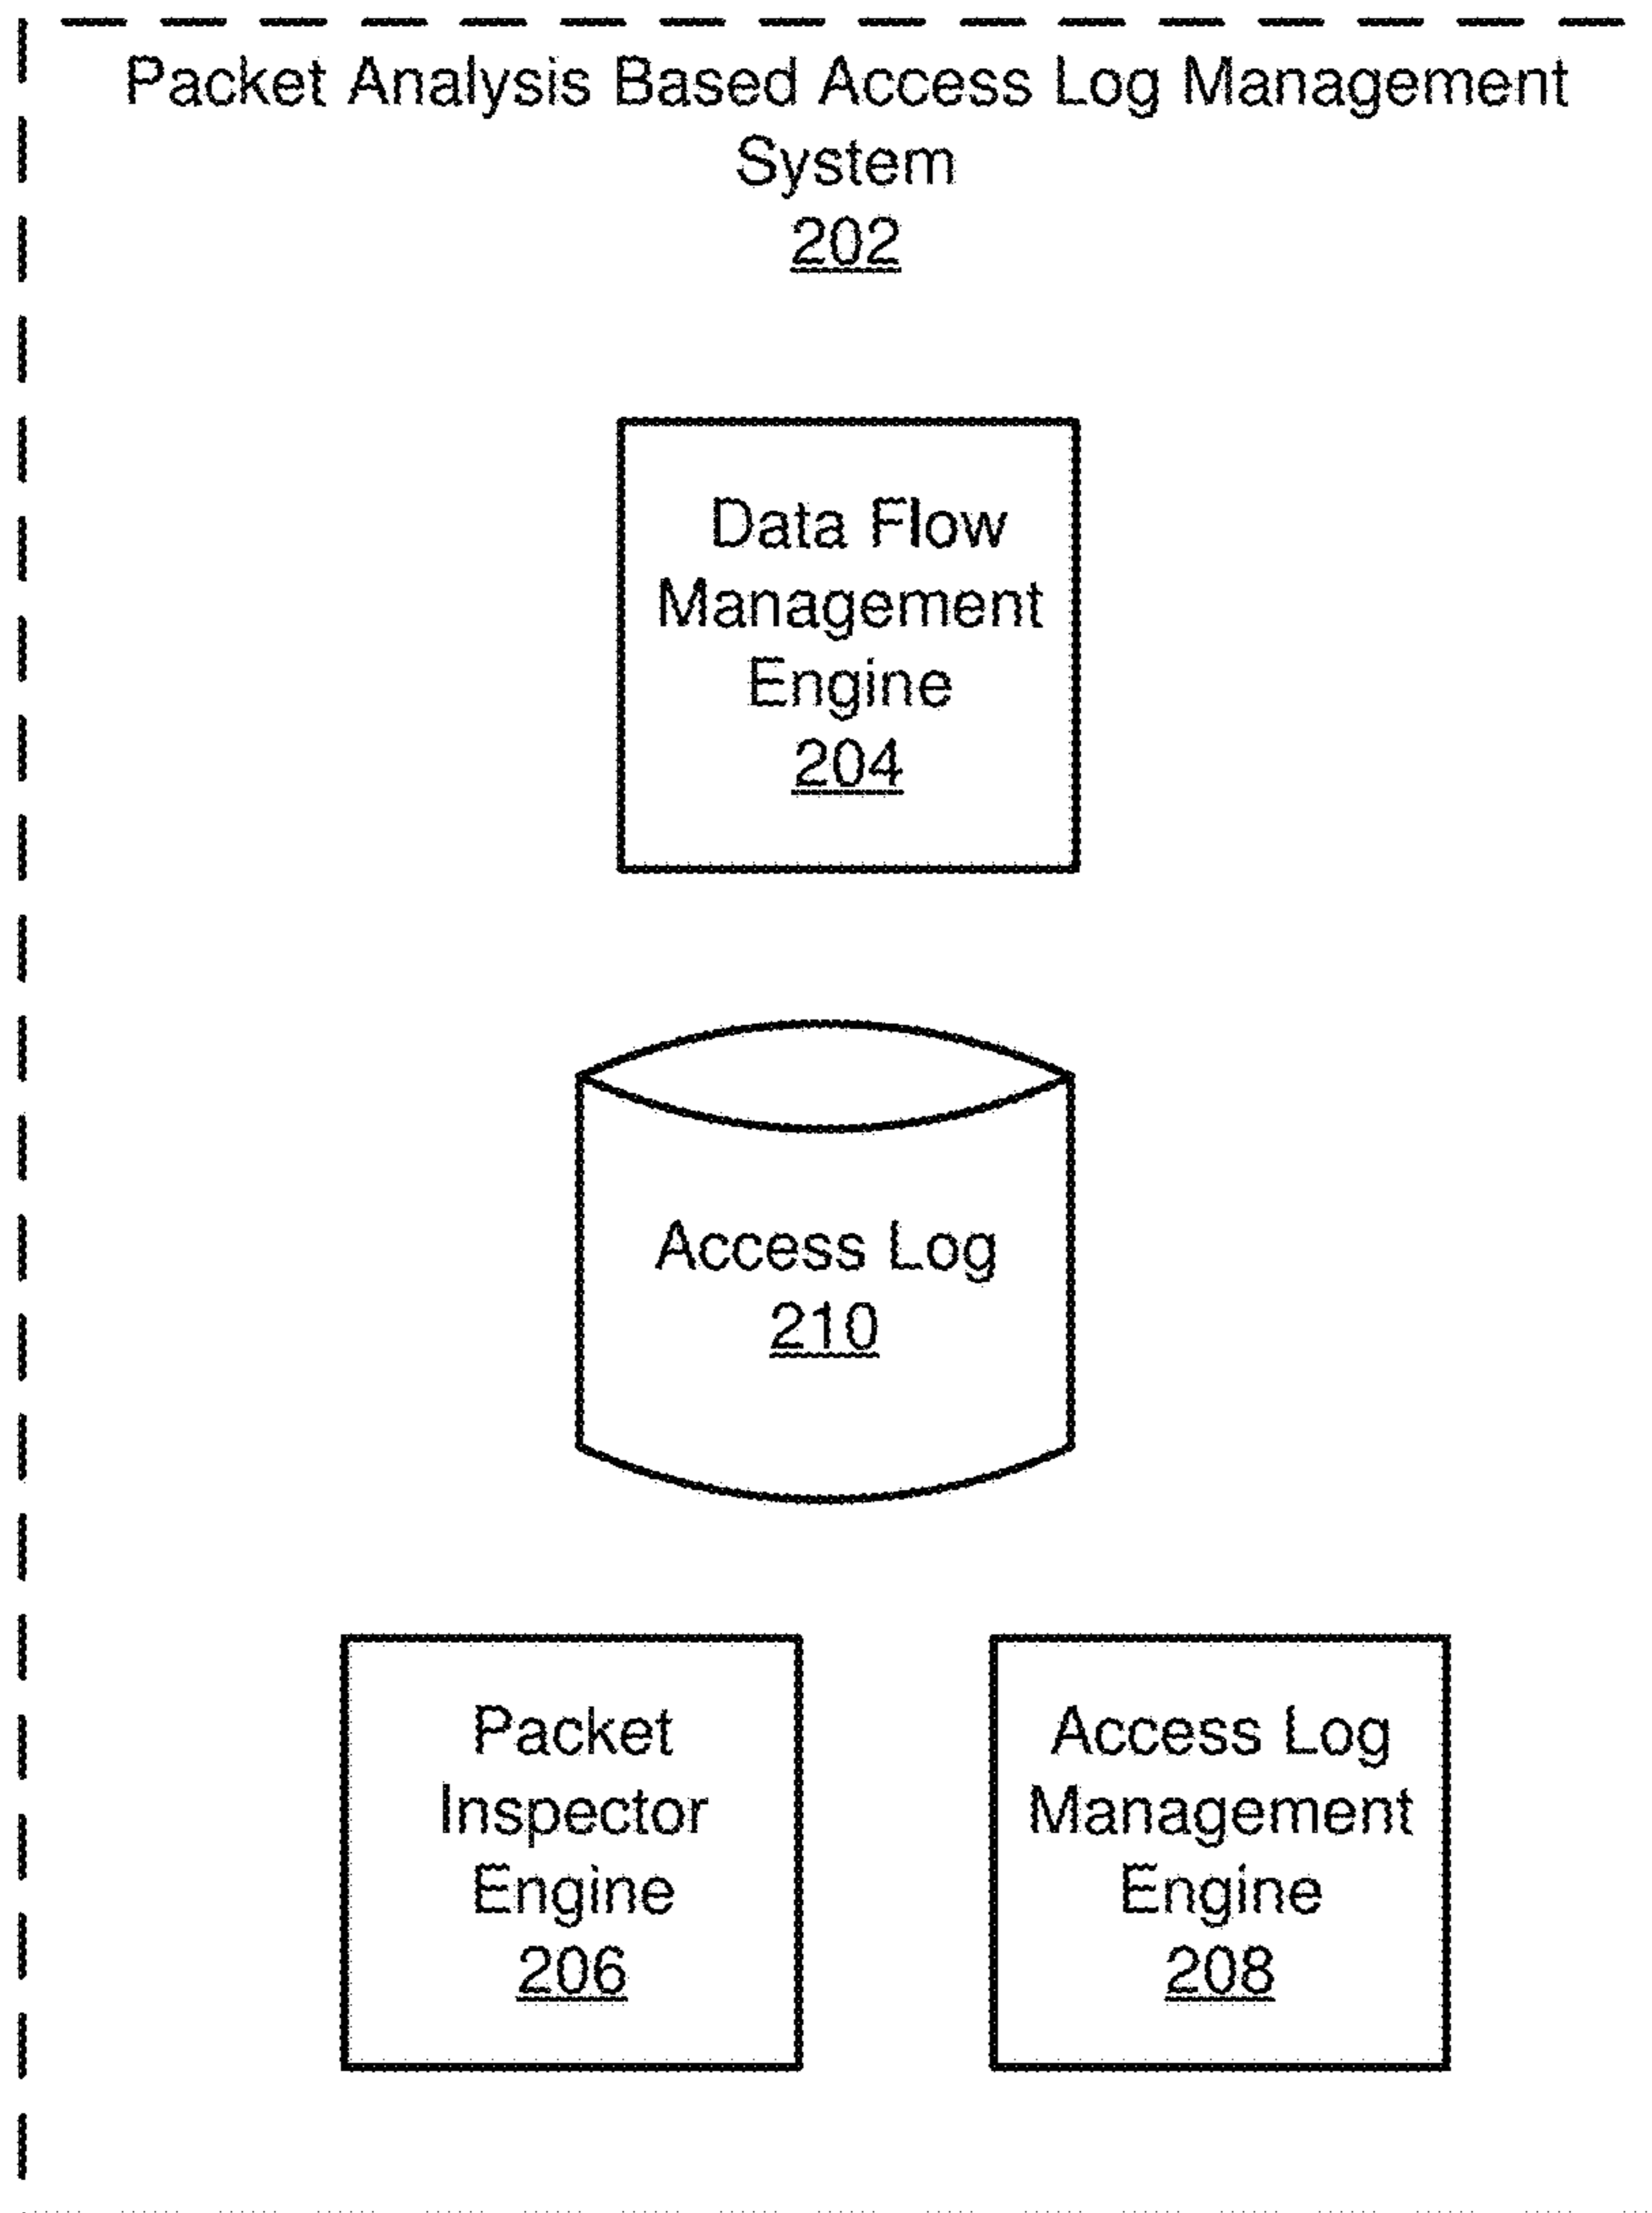 Packet Analysis Based Access Log Management
System
202
Data Flow
Management
Engine
204
Access Log
210
Packet
Inspector
Engine
206
Access Log
Management
Engine
208